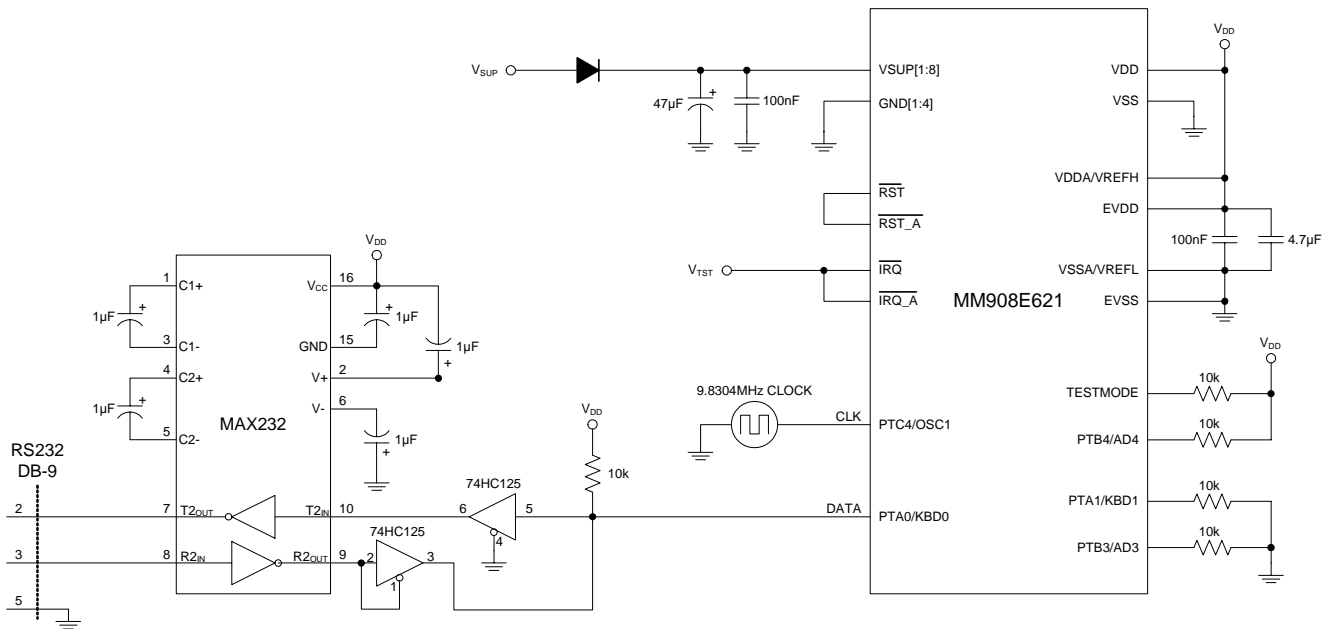 VDD
VSUP
VSUP[1:8]
VDD
47µF
+
100nF
GND[1:4]
VSS
VDDA/VREFH
RST
EVDD
RST_A
100nF
4.7µF
VTST
IRQ
VSSA/VREFL
IRQ_A
EVSS
MM908E621
VDD
1
C1+
VCC
16
1µF
+
+
1µF
3
C1-
GND
15
1µF
+
4
C2+
V+
2
1µF
+
V-
6
5
C2-
MAX232
1µF
+
VDD
10k
TESTMODE
10k
PTB4/AD4
9.8304MHz CLOCK
CLK
PTC4/OSC1
VDD
10k
RS232
DB-9
74HC125
10k
PTA1/KBD1
2
7
T2OUT
T2IN
10
6
5
4
DATA
PTA0/KBD0
74HC125
10k
PTB3/AD3
3
8
R2IN
R2OUT
9
2
3
1
5